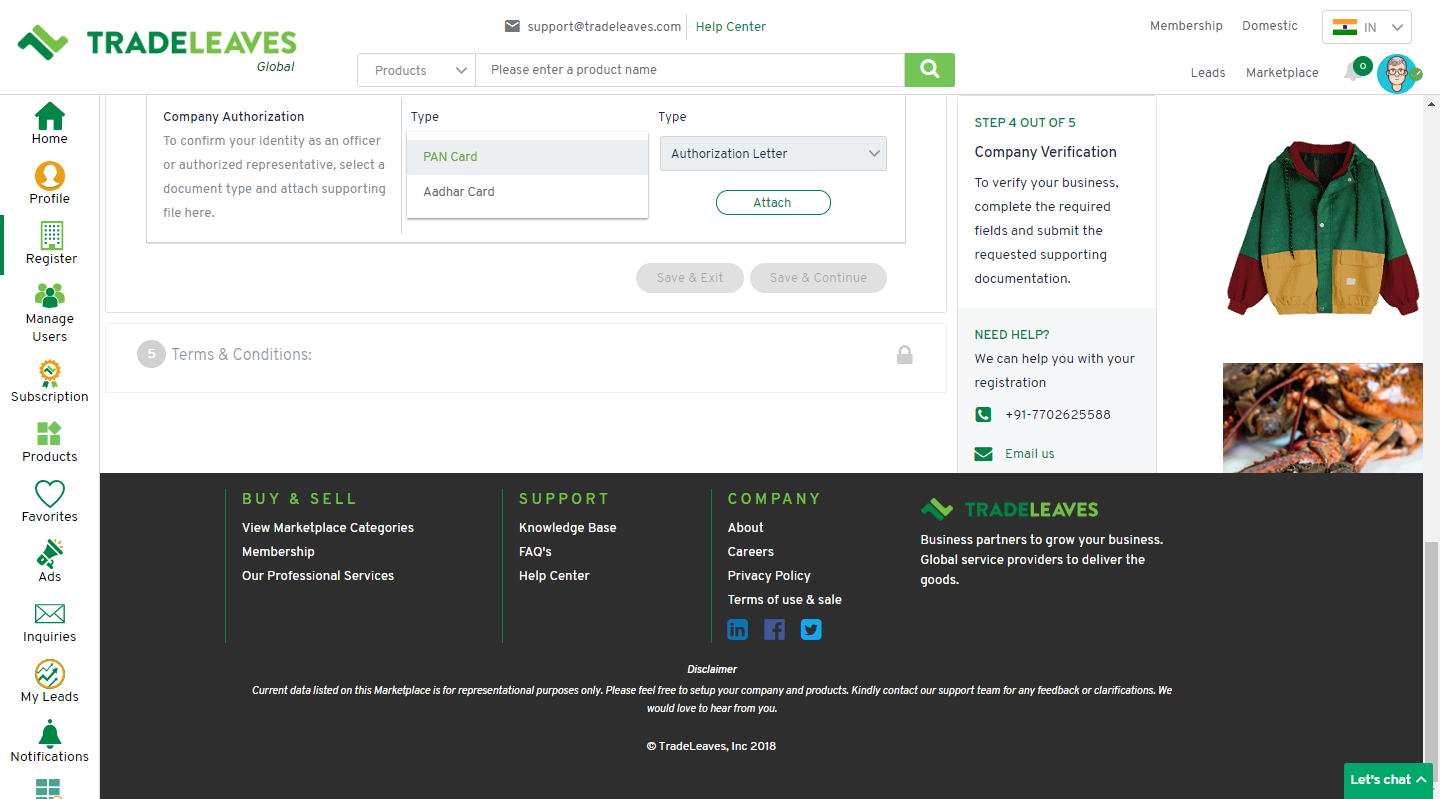 TRADELEAVES
Global
support@tradeleaves.com
Help Center
Products
Please enter a product name
Membership
Domestic
IN
Leads
Marketplace
0
Home
Profile
Register
Manage
Users
Subscription
Products
Favorites
Ads
Inquiries
My Leads
Notifications
Company Authorization
To confirm your identity as an officer
or authorized representative, select a
document type and attach supporting
file here.
Type
PAN Card
Aadhar Card
Type
Authorization Letter
Attach
Save & Exit
Save & Continue
5
Terms & Conditions:
STEP 4 OUT OF 5
Company Verification
To verify your business,
complete the required
fields and submit the
requested supporting
documentation.
NEED HELP?
We can help you with your
registration
+91-7702625588
Email us
BUY & SELL
View Marketplace Categories
Membership
Our Professional Services
SUPPORT
Knowledge Base
FAQ's
Help Center
COMPANY
About
Careers
Privacy Policy
Terms of use & sale
TRADELEAVES
Business partners to grow your business.
Global service providers to deliver the
goods.
Disclaimer
Current data listed on this Marketplace is for representational purposes only. Please feel free to setup your company and products. Kindly contact our support team for any feedback or clarifications. We
would love to hear from you.
© TradeLeaves, Inc 2018
Let's chat